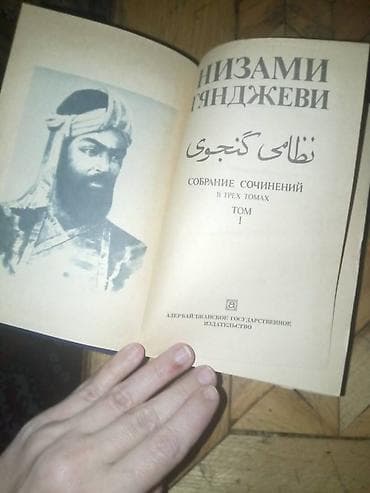 НИЗАМИ
ГЯНДЖЕВИ
نظامی گنجوی
СОБРАНИЕ СОЧИНЕНИЙ
В ТРЕХ ТОМАХ
ТОМ
I
АЗЕРБАЙДЖАНСКОЕ ГОСУДАРСТВЕННОЕ
ИЗДАТЕЛЬСТВО